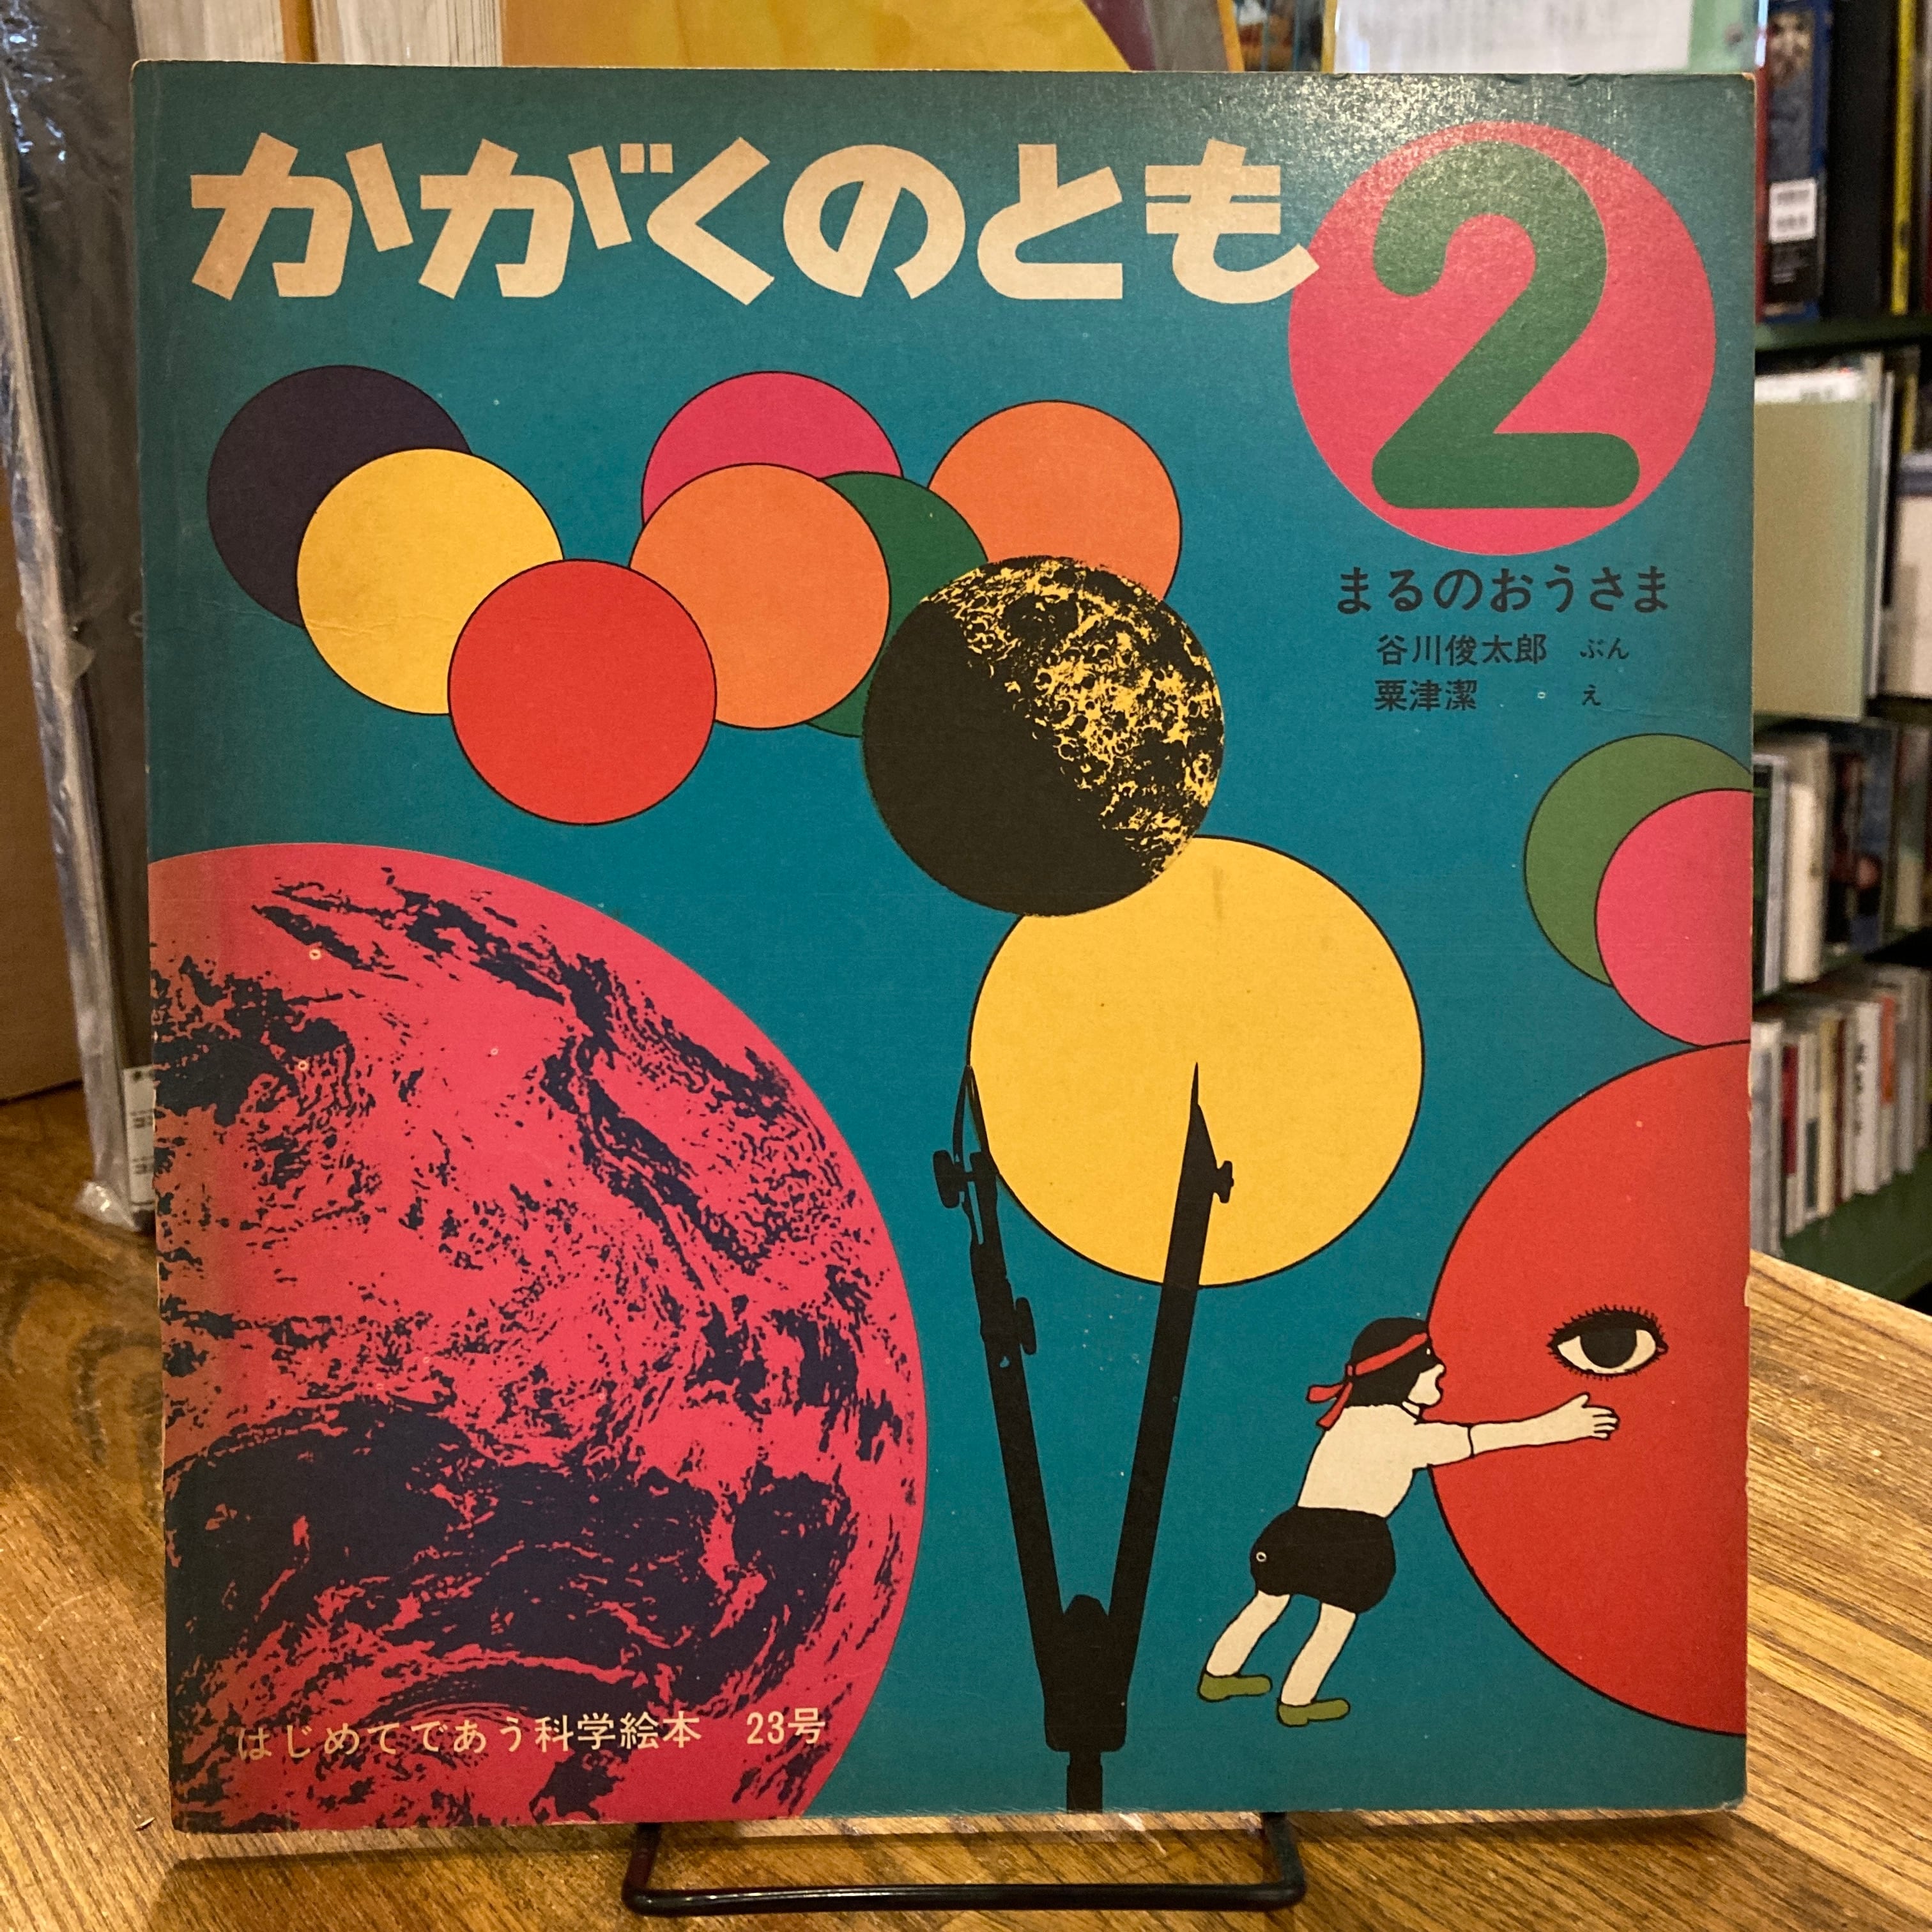 かがくのとも
2
まるのおうさま
谷川俊太郎 ぶん
粟津潔 え
はじめてであう科学絵本 23号